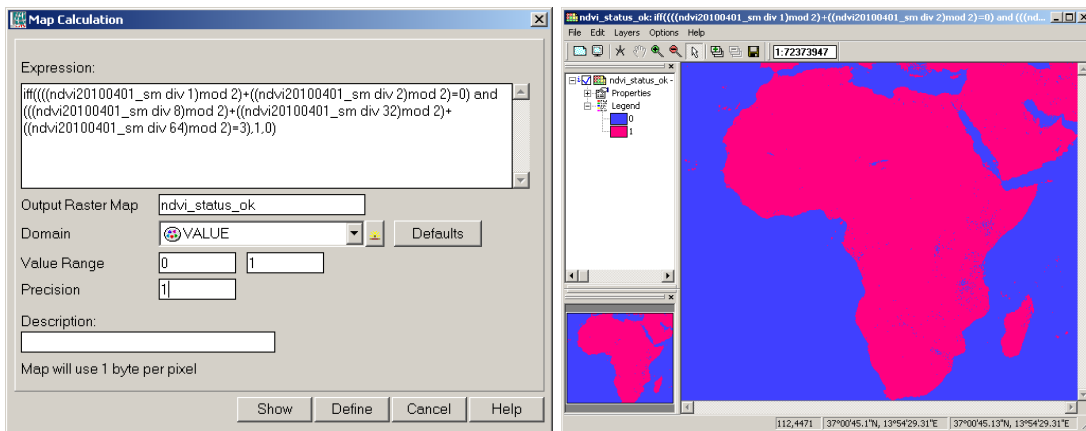 Map Calculation
Expression:
iff((((ndvi20100401_sm div 1)mod 2)+((ndvi20100401_sm div 2)mod 2)=0) and
(((ndvi20100401_sm div 8)mod 2)+((ndvi20100401_sm div 32)mod 2)+
((ndvi20100401_sm div 64)mod 2)=3),1,0)
Output Raster Map ndvi_status_ok
Domain VALUE Defaults
Value Range 0 1
Precision 1
Description:
Map will use 1 byte per pixel
Show Define Cancel Help
ndvi_status_ok: iff((((ndvi20100401_sm div 1)mod 2)+((ndvi20100401_sm div 2)mod 2)=0) and (((nd...
File Edit Layers Options Help
1:72373947
ndvi_status_ok -
Properties
Legend
0
1
112,4471 37°00'45.1"N, 13°54'29.31"E 37°00'45.13"N, 13°54'29.31"E